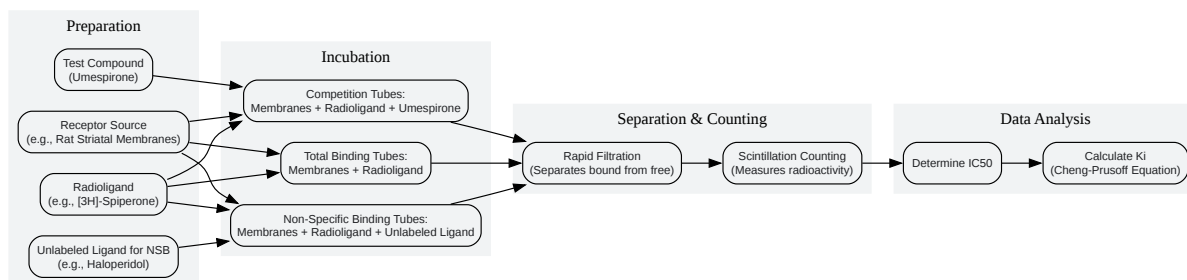 Preparation
Test Compound
(Umespirone)
Receptor Source
(e.g., Rat Striatal Membranes)
Radioligand
(e.g., [3H]-Spiperone)
Unlabeled Ligand for NSB
(e.g., Haloperidol)
Incubation
Competition Tubes:
Membranes + Radioligand + Umespirone
Total Binding Tubes:
Membranes + Radioligand
Non-Specific Binding Tubes:
Membranes + Radioligand + Unlabeled Ligand
Separation & Counting
Rapid Filtration
(Separates bound from free)
Scintillation Counting
(Measures radioactivity)
Data Analysis
Determine IC50
Calculate Ki
(Cheng-Prusoff Equation)